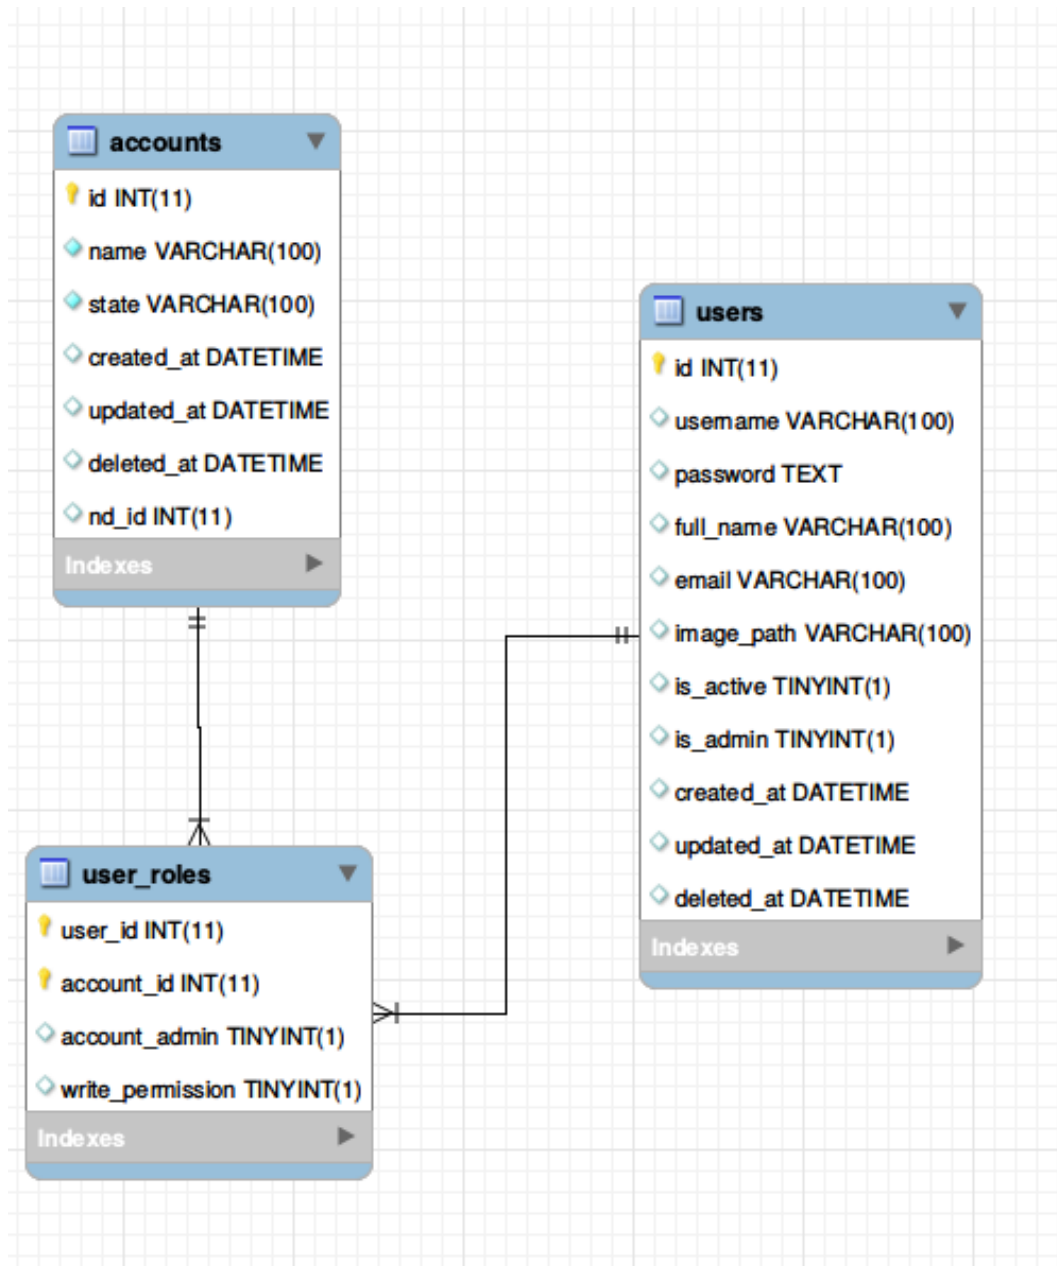 accounts
id INT(11)
name VARCHAR(100)
state VARCHAR(100)
created_at DATETIME
updated_at DATETIME
deleted_at DATETIME
nd_id INT(11)
Indexes
users
id INT(11)
username VARCHAR(100)
password TEXT
full_name VARCHAR(100)
email VARCHAR(100)
image_path VARCHAR(100)
is_active TINYINT(1)
is_admin TINYINT(1)
created_at DATETIME
updated_at DATETIME
deleted_at DATETIME
Indexes
user_roles
user_id INT(11)
account_id INT(11)
account_admin TINYINT(1)
write_permission TINYINT(1)
Indexes